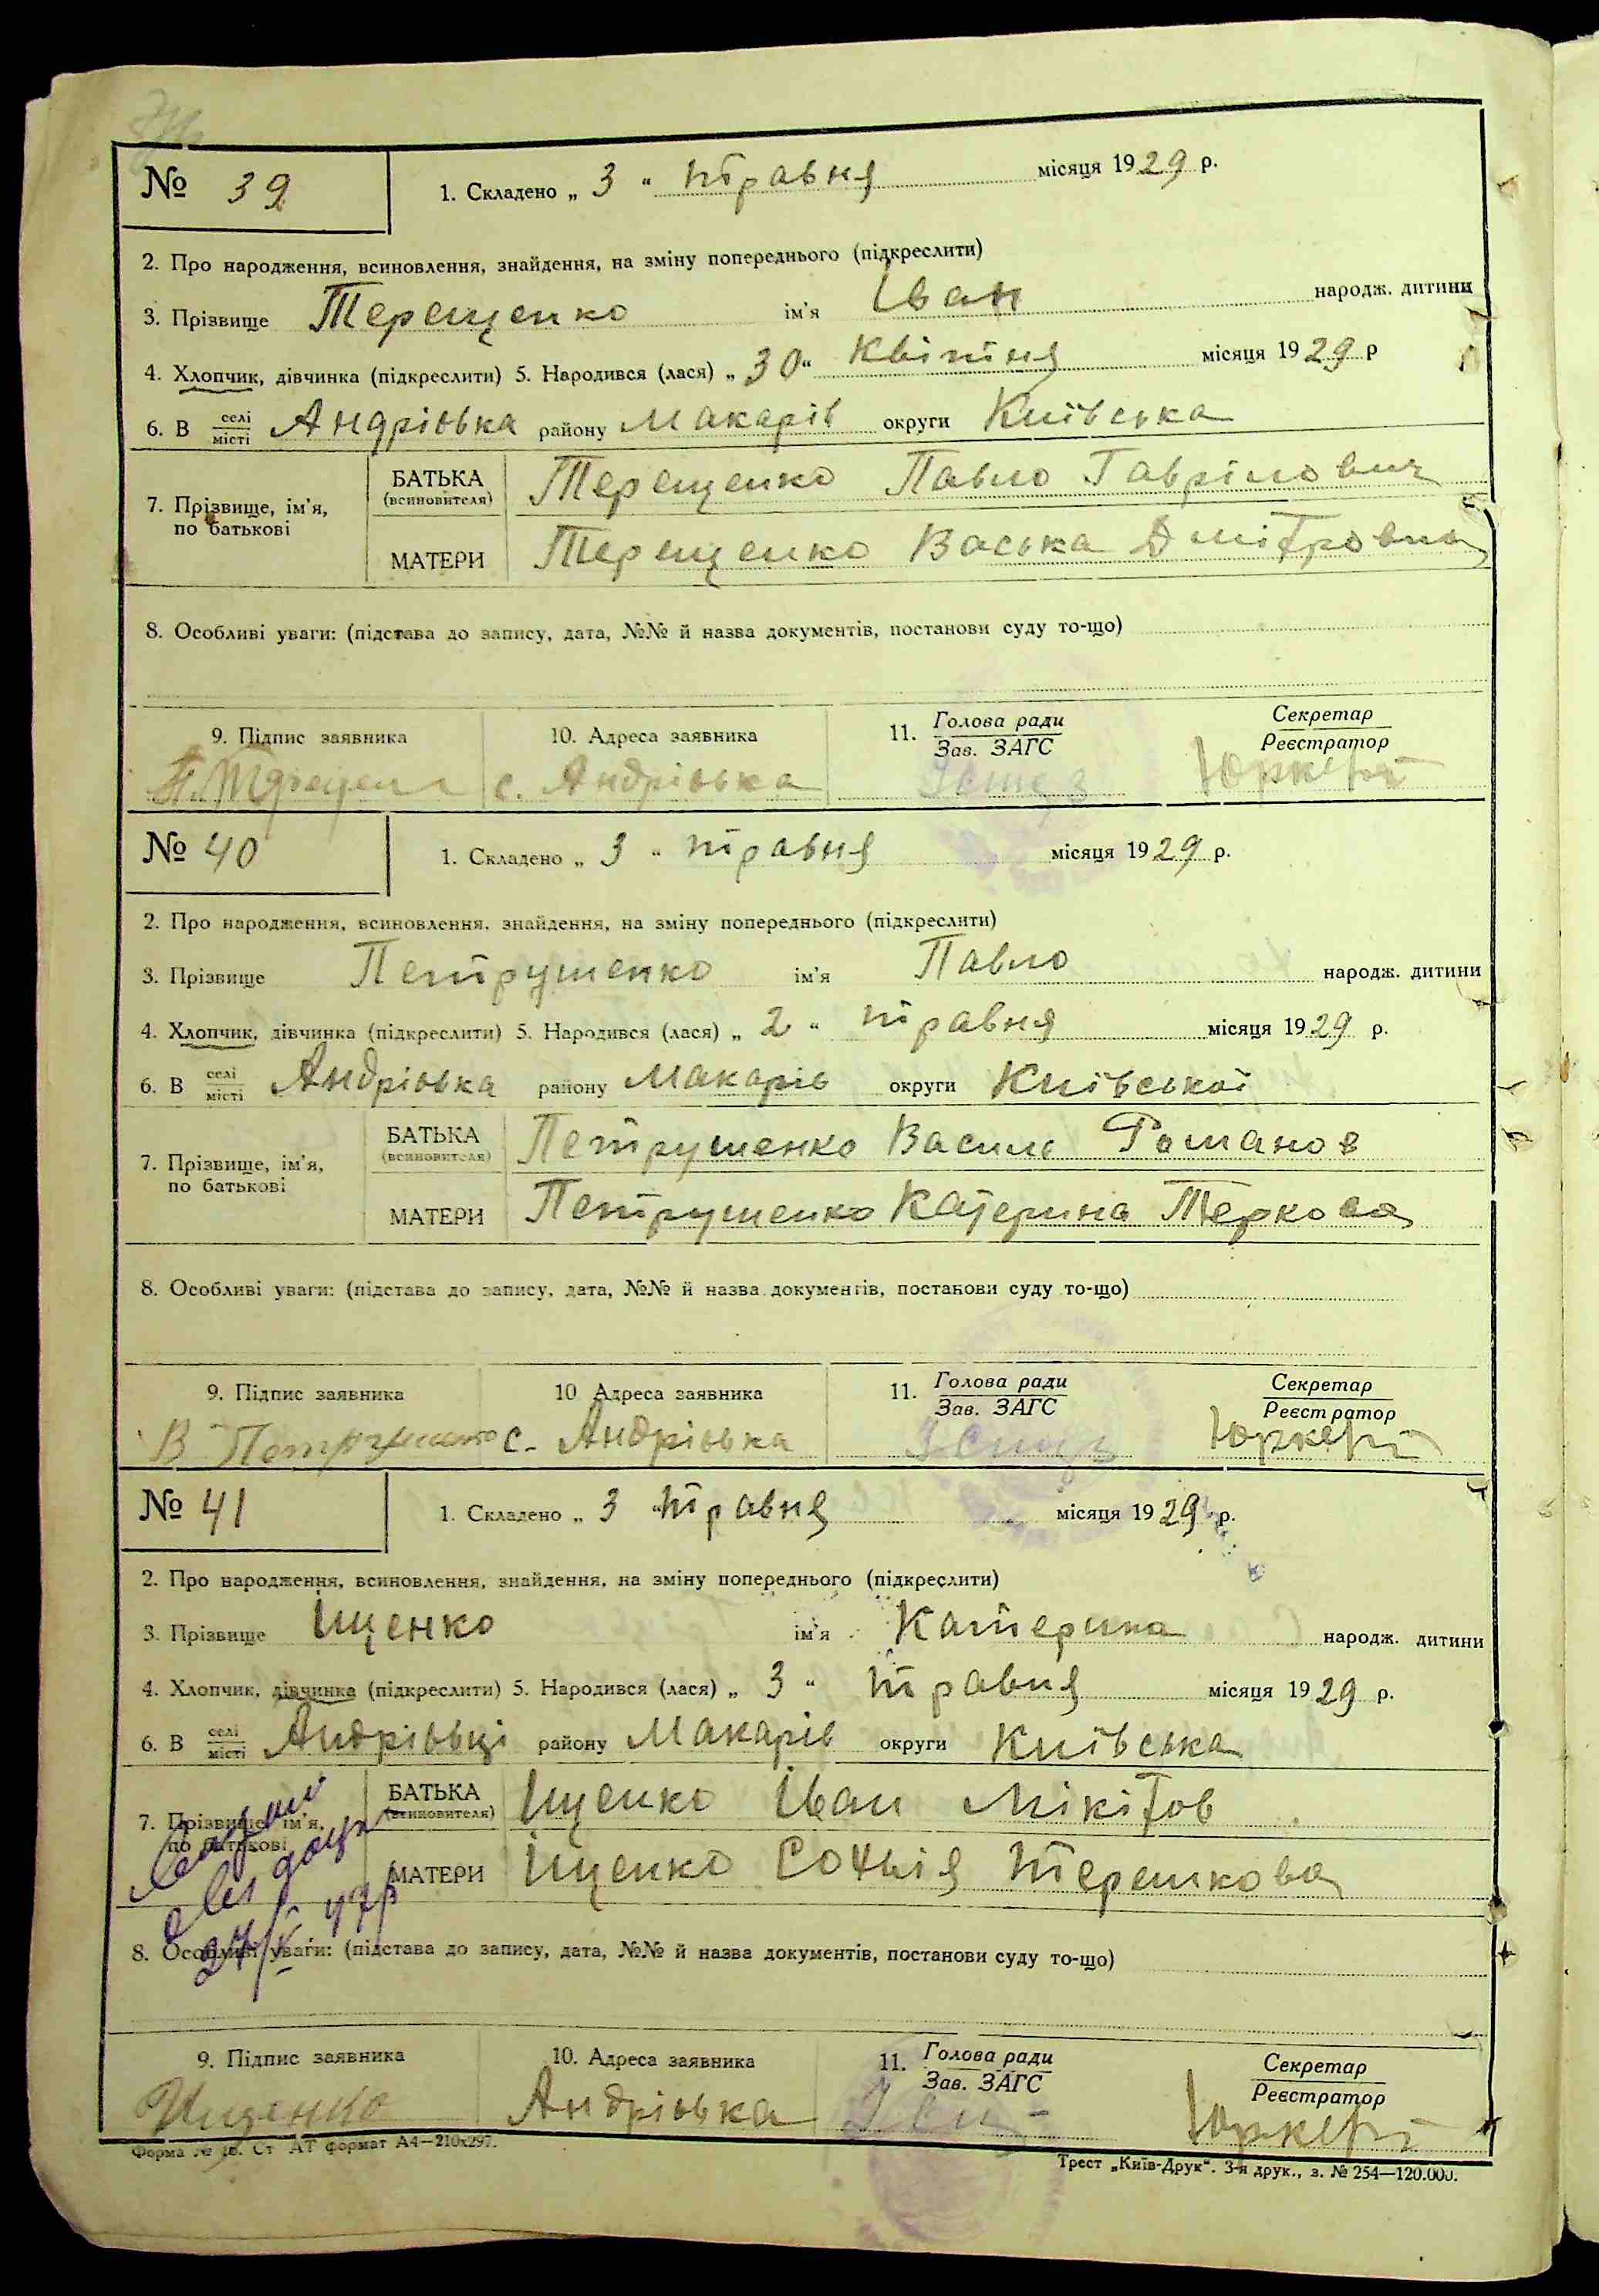 № 39
1. Складено „ 3 “ травня місяця 1929 р.
2. Про народження, всиновлення, знайдення, на зміну попереднього (підкреслити)
3. Прізвище Терещенко ім'я Іван народж. дитини
4. Хлопчик, дівчинка (підкреслити) 5. Народився (лася) „ 30 “ Квітня місяця 1929 р
6. В селі місті Андріівка району Макарів округи Київська
7. Прізвище, ім'я, по батькові
БАТЬКА (всиновителя) Терещенко Павло Гаврілович
МАТЕРИ Терещенко Васька Дмітровна
8. Особливі уваги: (підстава до запису, дата, №№ й назва документів, постанови суду то-що)
9. Підпис заявника 10. Адреса заявника 11. Голова ради Зав. ЗАГС Секретар Реєстратор
с. Андріівка
№ 40
1. Складено „ 3 “ травня місяця 1929 р.
2. Про народження, всиновлення, знайдення, на зміну попереднього (підкреслити)
3. Прізвище Петрушенко ім'я Павло народж. дитини
4. Хлопчик, дівчинка (підкреслити) 5. Народився (лася) „ 2 “ травня місяця 1929 р.
6. В селі місті Андріівка району Макарів округи Київської
7. Прізвище, ім'я, по батькові
БАТЬКА (всиновителя) Петрушенко Василь Романов
МАТЕРИ Петрушенко Катерина Теркова
8. Особливі уваги: (підстава до запису, дата, №№ й назва документів, постанови суду то-що)
9. Підпис заявника 10 Адреса заявника 11. Голова ради Зав. ЗАГС Секретар Реєстратор
В Петрушенко с. Андріівка
№ 41
1. Складено „ 3 “ травня місяця 1929 р.
2. Про народження, всиновлення, знайдення, на зміну попереднього (підкреслити)
3. Прізвище Іщенко ім'я Катерина народж. дитини
4. Хлопчик, дівчинка (підкреслити) 5. Народився (лася) „ 3 “ травня місяця 1929 р.
6. В селі місті Андріівці району Макарів округи Київська
7. Прізвище, ім'я, по батькові
БАТЬКА (всиновителя) Іщенко Іван Мікітов
МАТЕРИ Іщенко Софія Терешкова
8. Особливі уваги: (підстава до запису, дата, №№ й назва документів, постанови суду то-що)
9. Підпис заявника 10. Адреса заявника 11. Голова ради Зав. ЗАГС Секретар Реєстратор
Ищенко Андріівка
Трест „Київ-Друк“. 3-я друк., з. № 254—120.000.